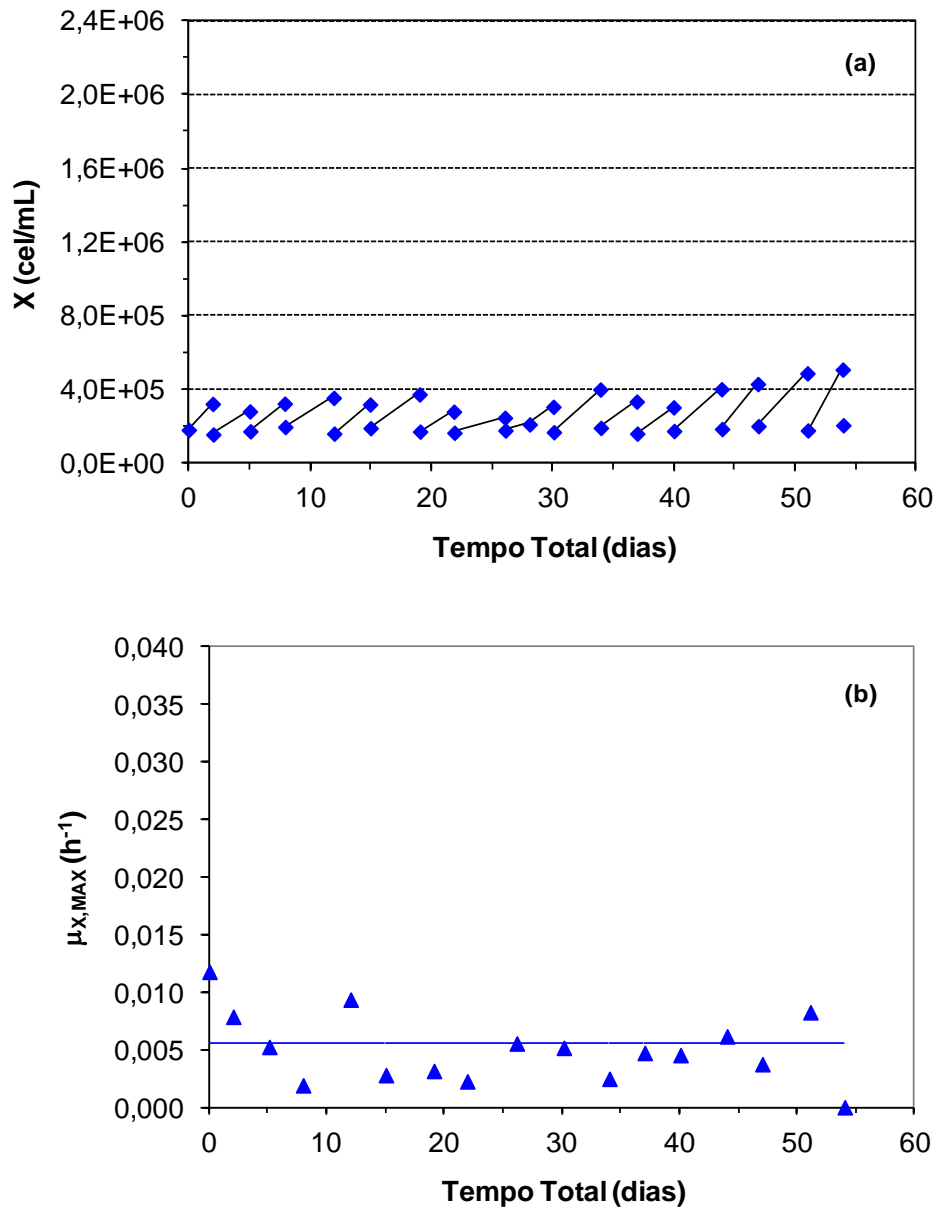 2,4E+06
(a)
2,0E+06
1,6E+06
1,2E+06
8,0E+05
4,0E+05
0,0E+00
X (cel/mL)
0 10 20 30 40 50 60
Tempo Total (dias)
0,040
(b)
0,035
0,030
0,025
0,020
0,015
0,010
0,005
0,000
μX,MAX (h-1)
0 10 20 30 40 50 60
Tempo Total (dias)